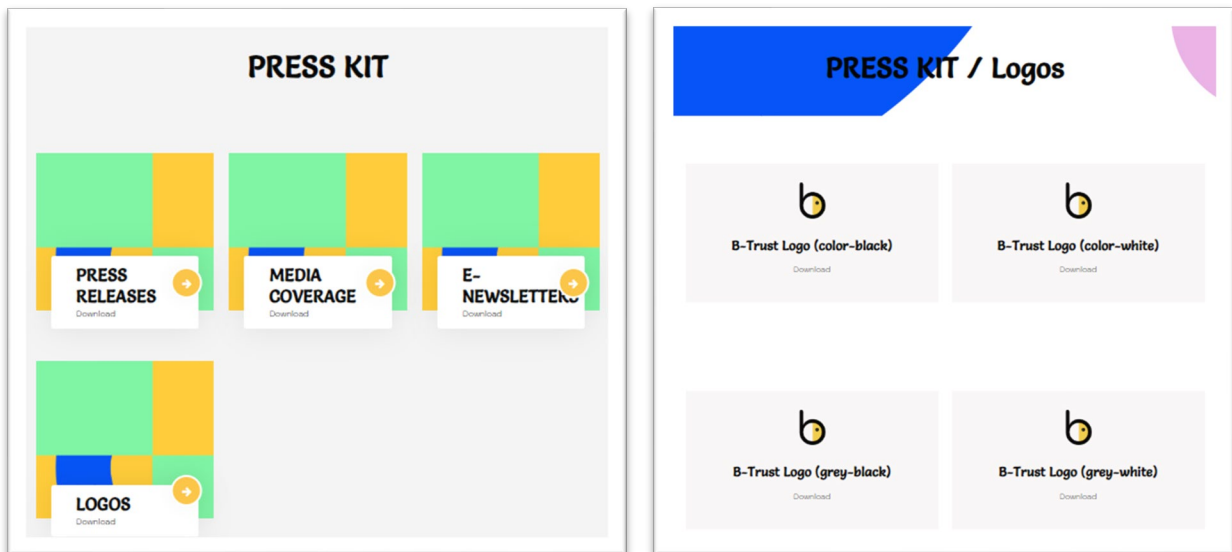 PRESS KIT
PRESS
RELEASES
Download
MEDIA
COVERAGE
Download
E-
NEWSLETTERS
Download
LOGOS
Download
PRESS KIT / Logos
b
B-Trust Logo (color-black)
Download
b
B-Trust Logo (color-white)
Download
b
B-Trust Logo (grey-black)
Download
b
B-Trust Logo (grey-white)
Download